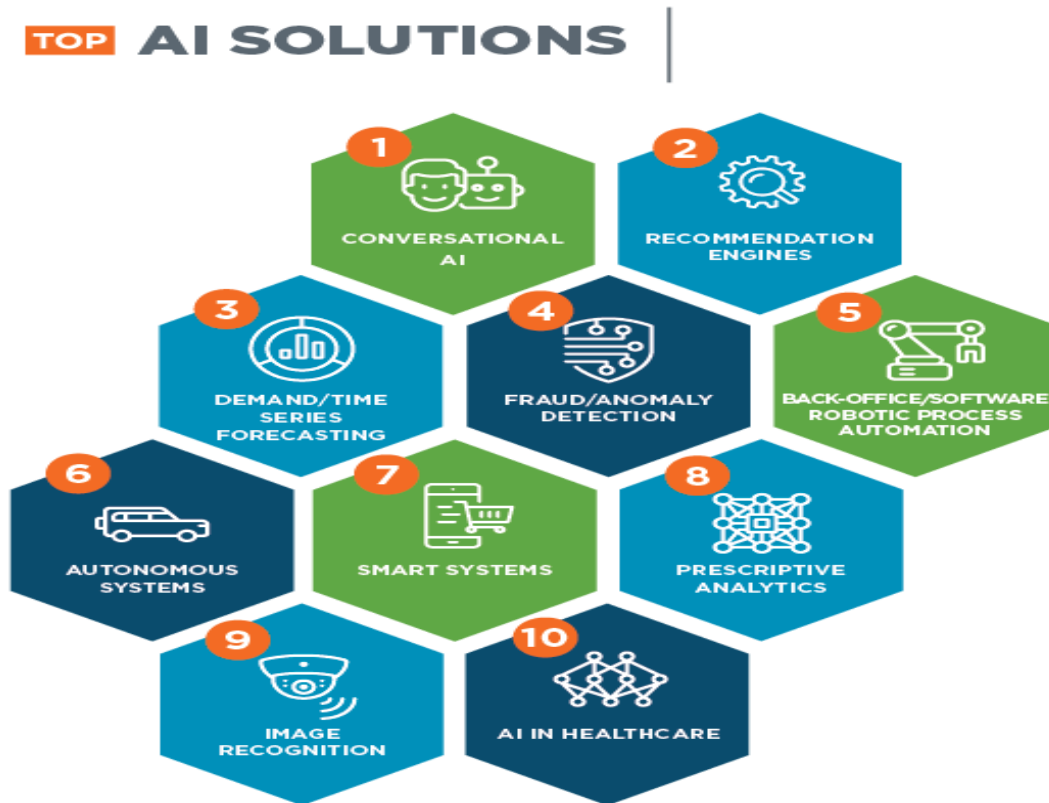 TOP AI SOLUTIONS
1
CONVERSATIONAL
AI
2
RECOMMENDATION
ENGINES
3
DEMAND/TIME
SERIES
FORECASTING
4
FRAUD/ANOMALY
DETECTION
5
BACK-OFFICE/SOFTWARE
ROBOTIC PROCESS
AUTOMATION
6
AUTONOMOUS
SYSTEMS
7
SMART SYSTEMS
8
PRESCRIPTIVE
ANALYTICS
9
IMAGE
RECOGNITION
10
AI IN HEALTHCARE